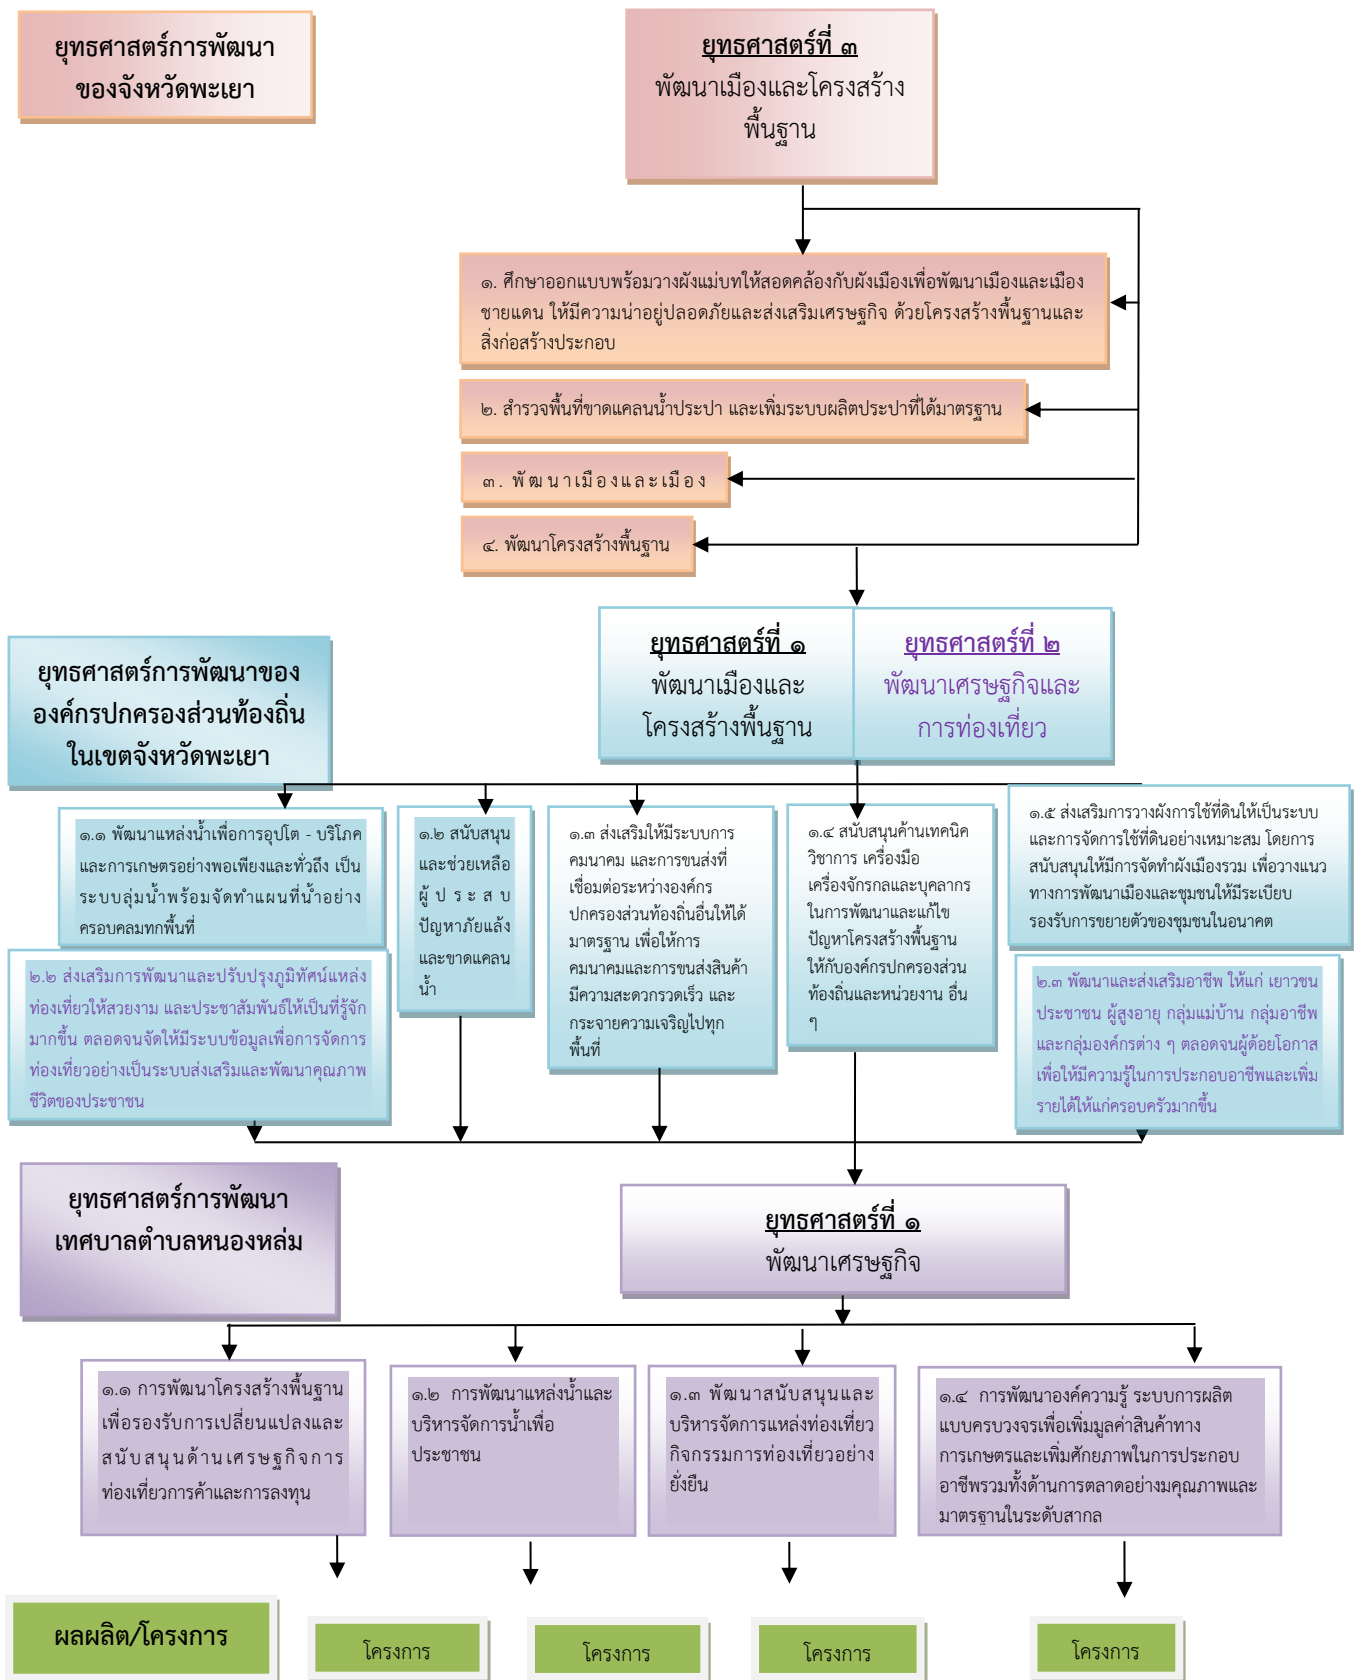 ยุทธศาสตร์การพัฒนา
ของจังหวัดพะเยา
ยุทธศาสตร์ที่ ๓
พัฒนาเมืองและโครงสร้าง
พื้นฐาน
๑. ศึกษาออกแบบพร้อมวางผังแม่บทให้สอดคล้องกับผังเมืองเพื่อพัฒนาเมืองและเมือง
ชายแดน ให้มีความน่าอยู่ปลอดภัยและส่งเสริมเศรษฐกิจ ด้วยโครงสร้างพื้นฐานและ
สิ่งก่อสร้างประกอบ
๒. สำรวจพื้นที่ขาดแคลนน้ำประปา และเพิ่มระบบผลิตประปาที่ได้มาตรฐาน
๓. พัฒนาเมืองและเมือง
๔. พัฒนาโครงสร้างพื้นฐาน
ยุทธศาสตร์การพัฒนาของ
องค์กรปกครองส่วนท้องถิ่น
ในเขตจังหวัดพะเยา
ยุทธศาสตร์ที่ ๑
พัฒนาเมืองและ
โครงสร้างพื้นฐาน
ยุทธศาสตร์ที่ ๒
พัฒนาเศรษฐกิจและ
การท่องเที่ยว
๑.๑ พัฒนาแหล่งน้ำเพื่อการอุปโต - บริโภค
และการเกษตรอย่างพอเพียงและทั่วถึง เป็น
ระบบลุ่มน้ำพร้อมจัดทำแผนที่น้ำอย่าง
ครอบคลมทกพื้นที่
๑.๒ สนับสนุน
และช่วยเหลือ
ผู้ประสบ
ปัญหาภัยแล้ง
และขาดแคลน
น้ำ
๑.๓ ส่งเสริมให้มีระบบการ
คมนาคม และการขนส่งที่
เชื่อมต่อระหว่างองค์กร
ปกครองส่วนท้องถิ่นอื่นให้ได้
มาตรฐาน เพื่อให้การ
คมนาคมและการขนส่งสินค้า
มีความสะดวกรวดเร็ว และ
กระจายความเจริญไปทุก
พื้นที่
๑.๔ สนับสนุนค้านเทคนิค
วิชาการ เครื่องมือ
เครื่องจักรกลและบุคลากร
ในการพัฒนาและแก้ไข
ปัญหาโครงสร้างพื้นฐาน
ให้กับองค์กรปกครองส่วน
ท้องถิ่นและหน่วยงาน อื่น
ๆ
๑.๕ ส่งเสริมการวางผังการใช้ที่ดินให้เป็นระบบ
และการจัดการใช้ที่ดินอย่างเหมาะสม โดยการ
สนับสนุนให้มีการจัดทำผังเมืองรวม เพื่อวางแนว
ทางการพัฒนาเมืองและชุมชนให้มีระเบียบ
รองรับการขยายตัวของชุมชนในอนาคต
๒.๒ ส่งเสริมการพัฒนาและปรับปรุงภูมิทัศน์แหล่ง
ท่องเที่ยวให้สวยงาม และประชาสัมพันธ์ให้เป็นที่รู้จัก
มากขึ้น ตลอดจนจัดให้มีระบบข้อมูลเพื่อการจัดการ
ท่องเที่ยวอย่างเป็นระบบส่งเสริมและพัฒนาคุณภาพ
ชีวิตของประชาชน
๒.๓ พัฒนาและส่งเสริมอาชีพ ให้แก่ เยาวชน
ประชาชน ผู้สูงอายุ กลุ่มแม่บ้าน กลุ่มอาชีพ
และกลุ่มองค์กรต่าง ๆ ตลอดจนผู้ด้อยโอกาส
เพื่อให้มีความรู้ในการประกอบอาชีพและเพิ่ม
รายได้ให้แก่ครอบครัวมากขึ้น
ยุทธศาสตร์การพัฒนา
เทศบาลตำบลหนองหล่ม
ยุทธศาสตร์ที่ ๑
พัฒนาเศรษฐกิจ
๑.๑ การพัฒนาโครงสร้างพื้นฐาน
เพื่อรองรับการเปลี่ยนแปลงและ
สนับสนุนด้านเศรษฐกิจการ
ท่องเที่ยวการค้าและการลงทุน
๑.๒ การพัฒนาแหล่งน้ำและ
บริหารจัดการน้ำเพื่อ
ประชาชน
๑.๓ พัฒนาสนับสนุนและ
บริหารจัดการแหล่งท่องเที่ยว
กิจกรรมการท่องเที่ยวอย่าง
ยั่งยืน
๑.๔ การพัฒนาองค์ความรู้ ระบบการผลิต
แบบครบวงจรเพื่อเพิ่มมูลค่าสินค้าทาง
การเกษตรและเพิ่มศักยภาพในการประกอบ
อาชีพรวมทั้งด้านการตลาดอย่างมคุณภาพและ
มาตรฐานในระดับสากล
ผลผลิต/โครงการ
โครงการ
โครงการ
โครงการ
โครงการ